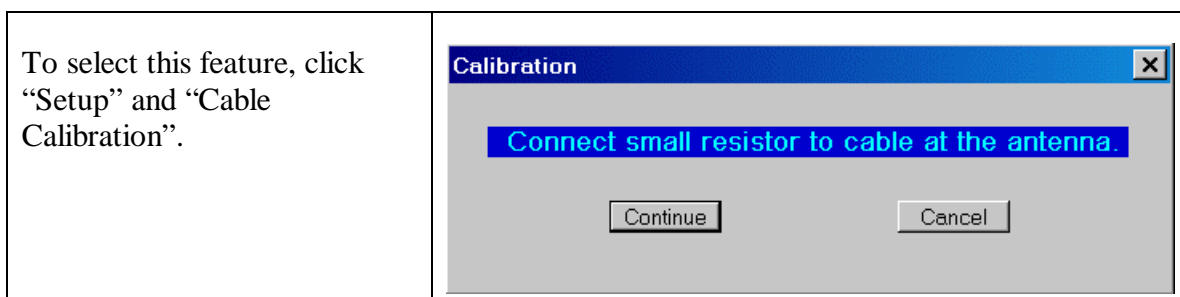 To select this feature, click
“Setup” and “Cable
Calibration”.
Calibration
Connect small resistor to cable at the antenna.
Continue
Cancel